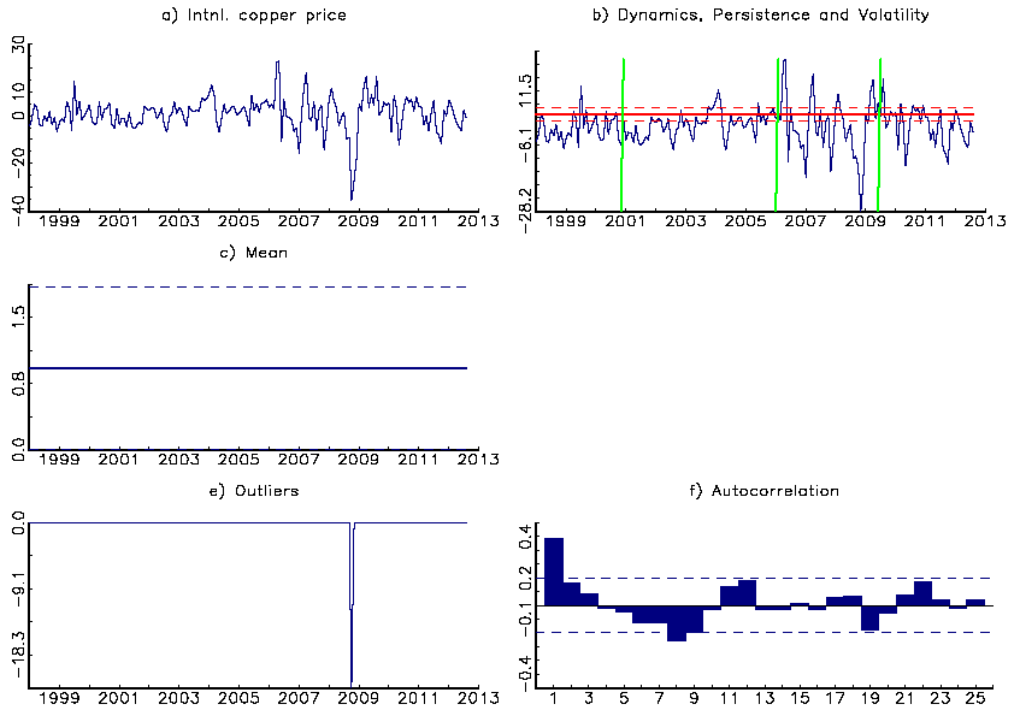 a) Intnl. copper price
30
10
0
-20
-40
1999 2001 2003 2005 2007 2009 2011 2013
b) Dynamics, Persistence and Volatility
11.5
-6.1
-28.2
1999 2001 2003 2005 2007 2009 2011 2013
c) Mean
1.5
0.8
0.0
1999 2001 2003 2005 2007 2009 2011 2013
e) Outliers
0.0
-9.1
-18.3
1999 2001 2003 2005 2007 2009 2011 2013
f) Autocorrelation
0.4
0.2
-0.1
-0.4
1 3 5 7 9 11 13 15 17 19 21 23 25